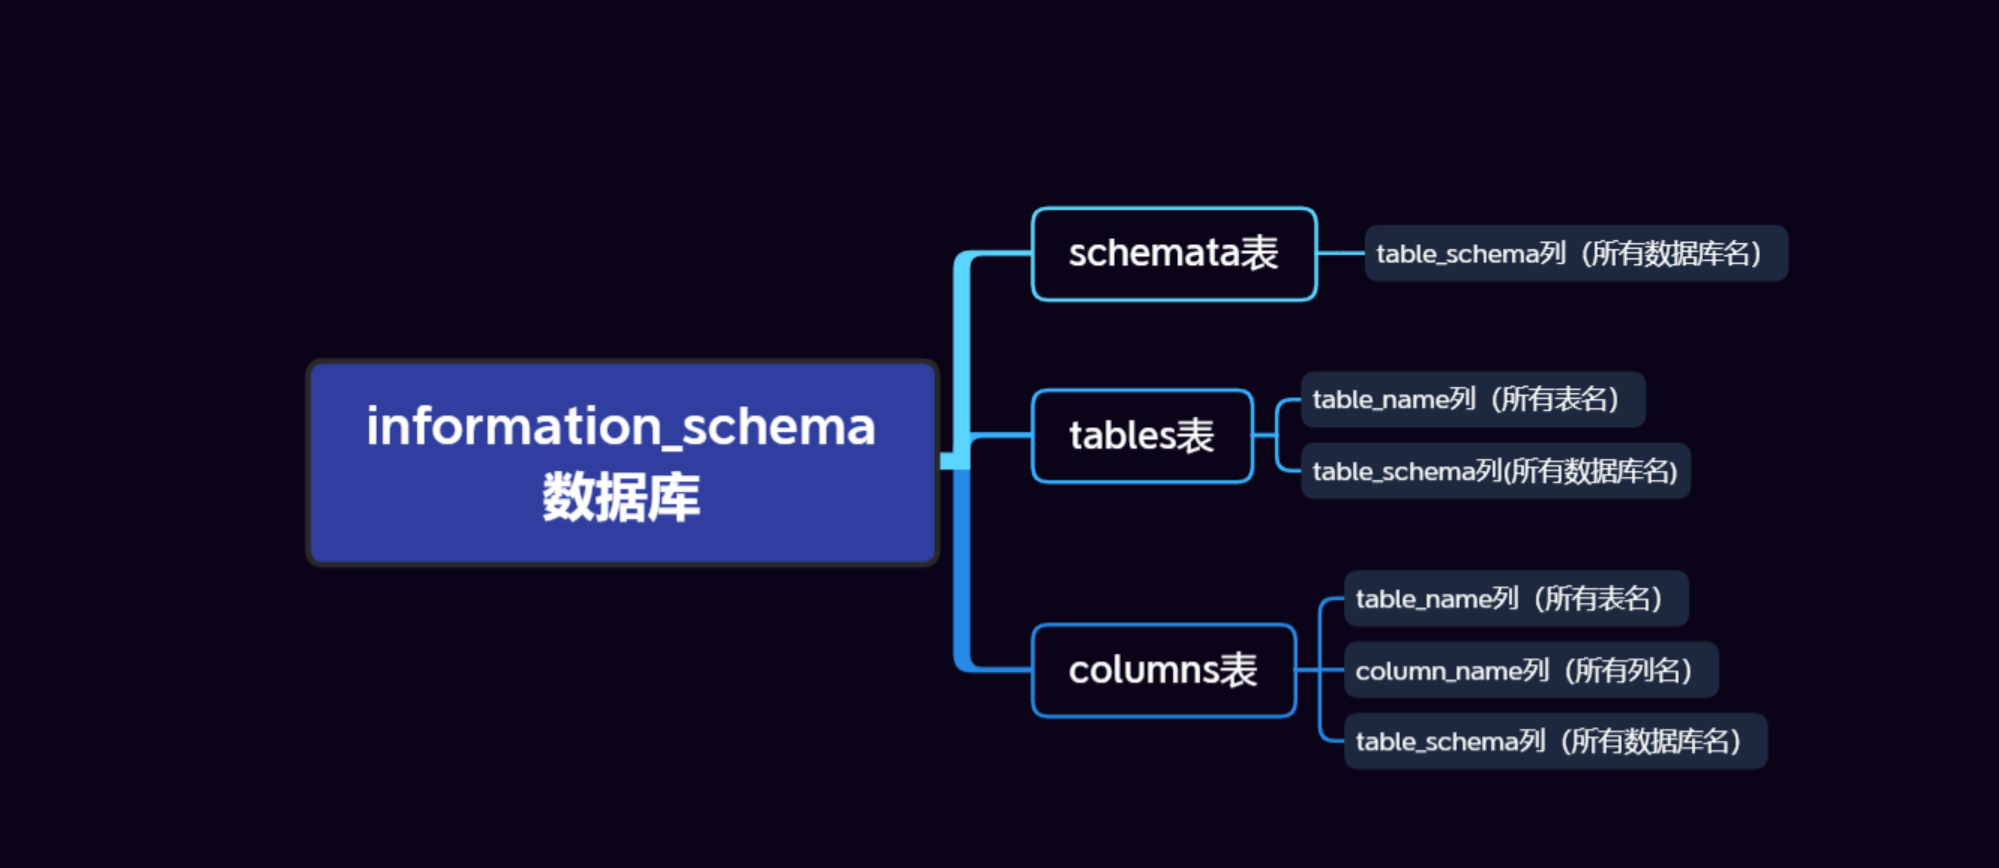 information_schema
数据库
schemata表
table_schema列（所有数据库名）
tables表
table_name列（所有表名）
table_schema列(所有数据库名)
columns表
table_name列（所有表名）
column_name列（所有列名）
table_schema列（所有数据库名）